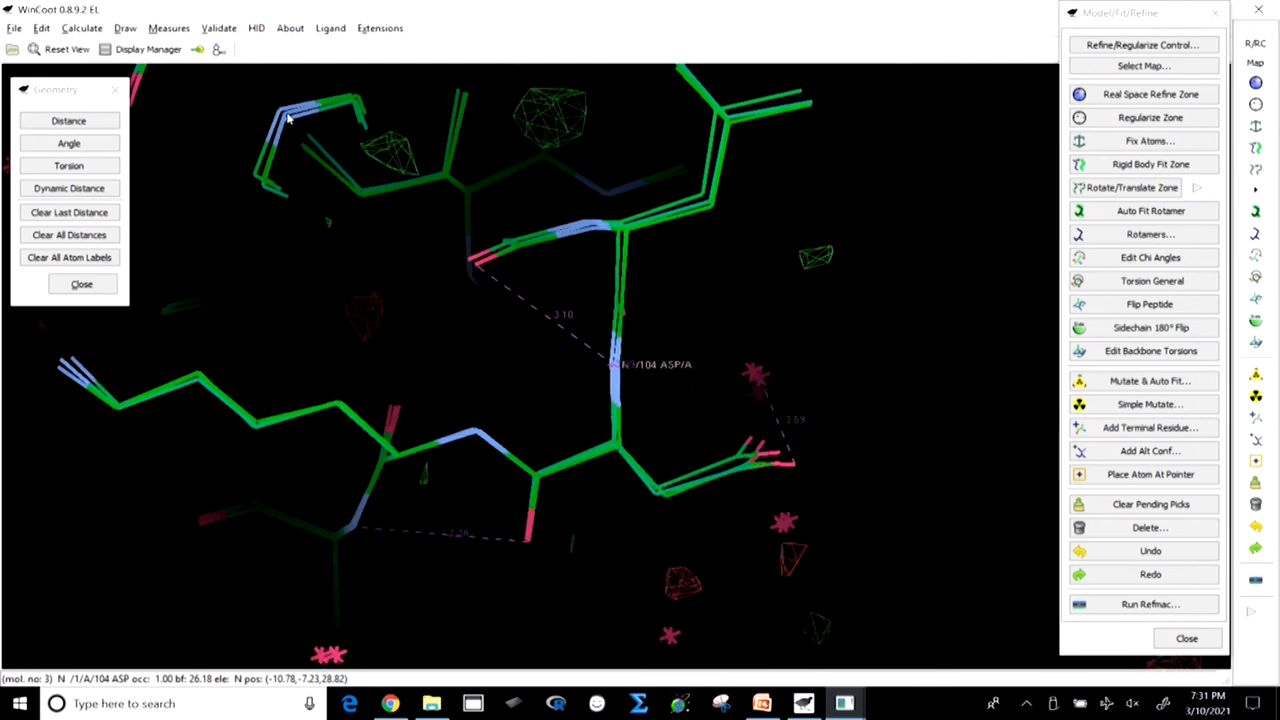 WinCoot 0.8.9.2 EL
File Edit Calculate Draw Measures Validate HID About Ligand Extensions
Reset View Display Manager
Geometry
Distance
Angle
Torsion
Dynamic Distance
Clear Last Distance
Clear All Distances
Clear All Atom Labels
Close
3.10
N /104 ASP/A
3.69
Model/Fit/Refine
Refine/Regularize Control...
Select Map...
Real Space Refine Zone
Regularize Zone
Fix Atoms...
Rigid Body Fit Zone
Rotate/Translate Zone
Auto Fit Rotamer
Rotamers...
Edit Chi Angles
Torsion General
Flip Peptide
Sidechain 180° Flip
Edit Backbone Torsions
Mutate & Auto Fit...
Simple Mutate...
Add Terminal Residue...
Add Alt Conf...
Place Atom At Pointer
Clear Pending Picks
Delete...
Undo
Redo
Run Refmac...
Close
R/RC
Map
(mol. no: 3) N /1/A/104 ASP occ: 1.00 bf: 26.18 ele: N pos: (-10.78,-7.23,28.82)
Type here to search
7:31 PM
3/10/2021